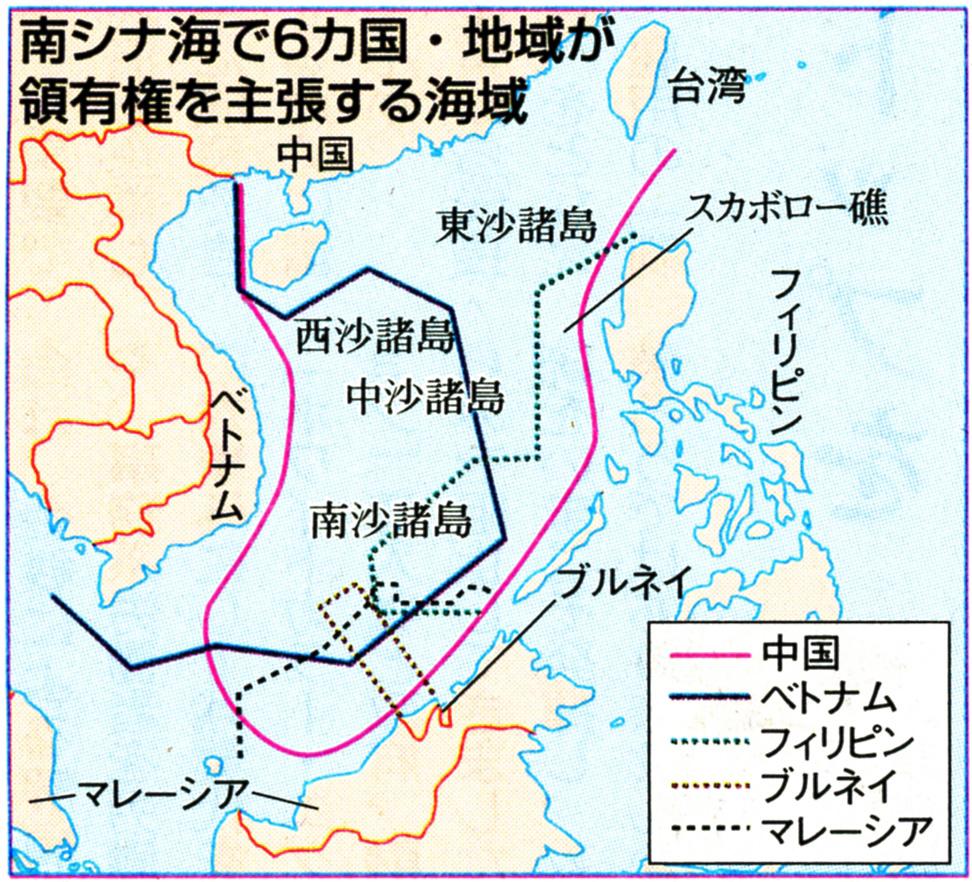 南シナ海で6カ国・地域が
領有権を主張する海域
中国
台湾
東沙諸島
スカボロー礁
フィリピン
西沙諸島
中沙諸島
ベトナム
南沙諸島
ブルネイ
マレーシア
中国
ベトナム
フィリピン
ブルネイ
マレーシア